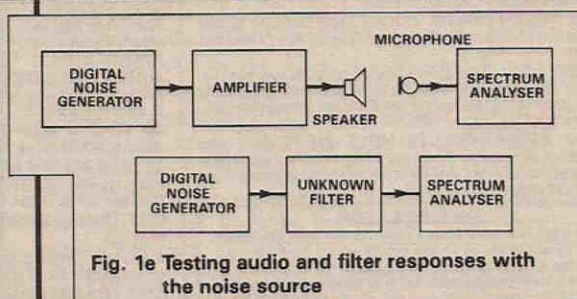 MICROPHONE
DIGITAL
NOISE
GENERATOR
AMPLIFIER
SPEAKER
SPECTRUM
ANALYSER
DIGITAL
NOISE
GENERATOR
UNKNOWN
FILTER
SPECTRUM
ANALYSER
Fig. 1e Testing audio and filter responses with
the noise source